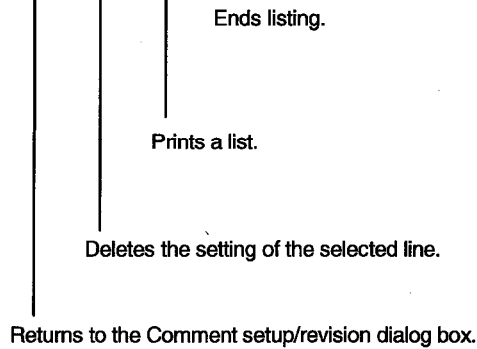 Ends listing.
Prints a list.
Deletes the setting of the selected line.
Returns to the Comment setup/revision dialog box.